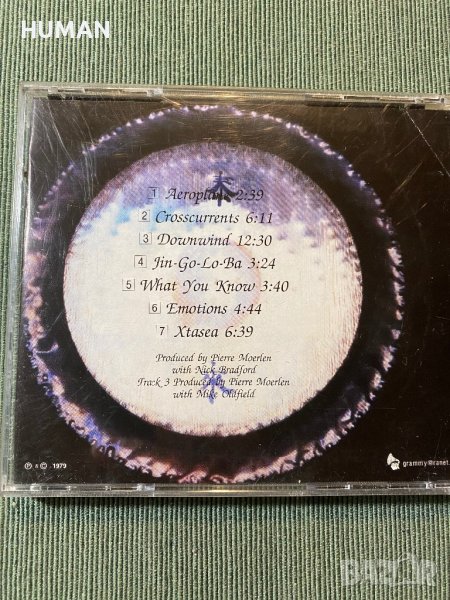 HUMAN
1 Aeroplane 2:39
2 Crosscurrents 6:11
3 Downwind 12:30
4 Jin-Go-Lo-Ba 3:24
5 What You Know 3:40
6 Emotions 4:44
7 Xtasea 6:39
Produced by Pierre Moerlen
with Nick Bradford
Track 3 Produced by Pierre Moerlen
with Mike Oldfield
℗ & © - 1979
grammy@ranet.
BAZAR